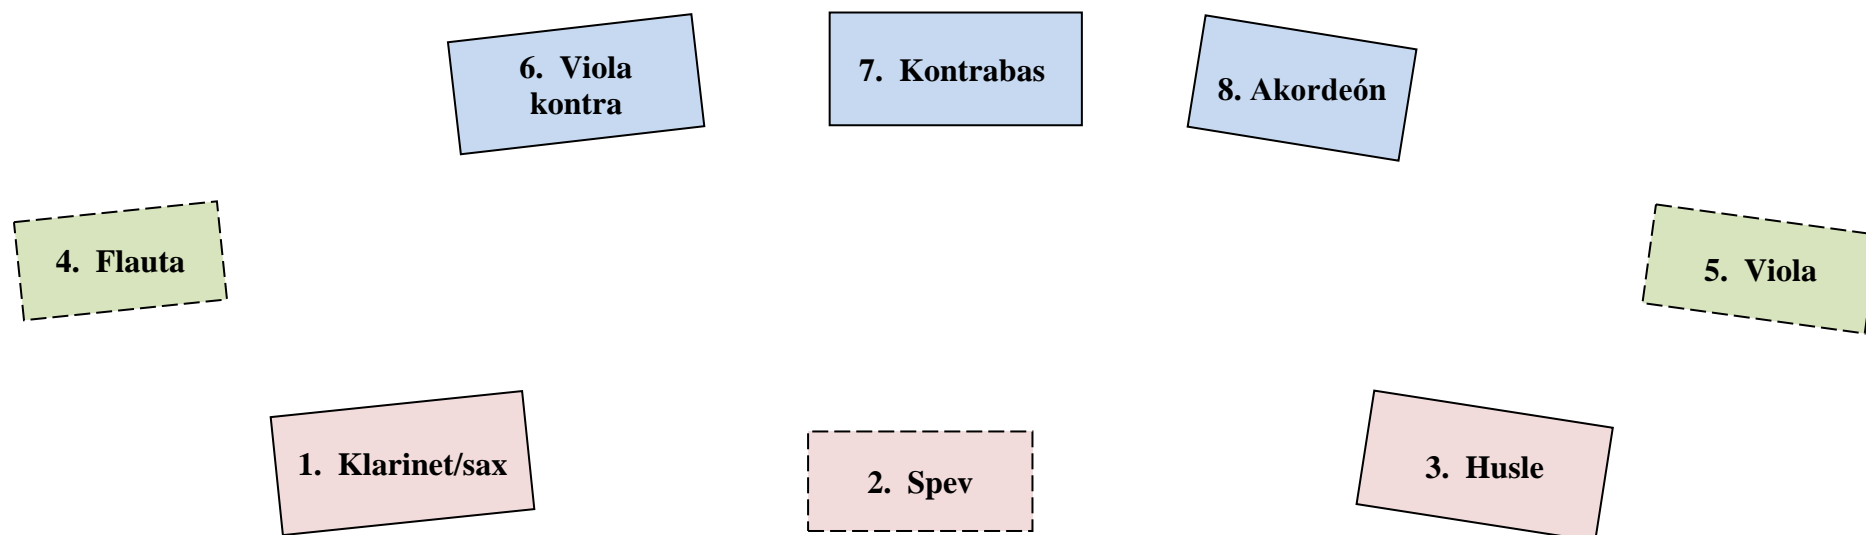 6.  Viola
kontra
7.  Kontrabas
8. Akordeón
4.  Flauta
5.  Viola
1.  Klarinet/sax
2.  Spev
3.  Husle